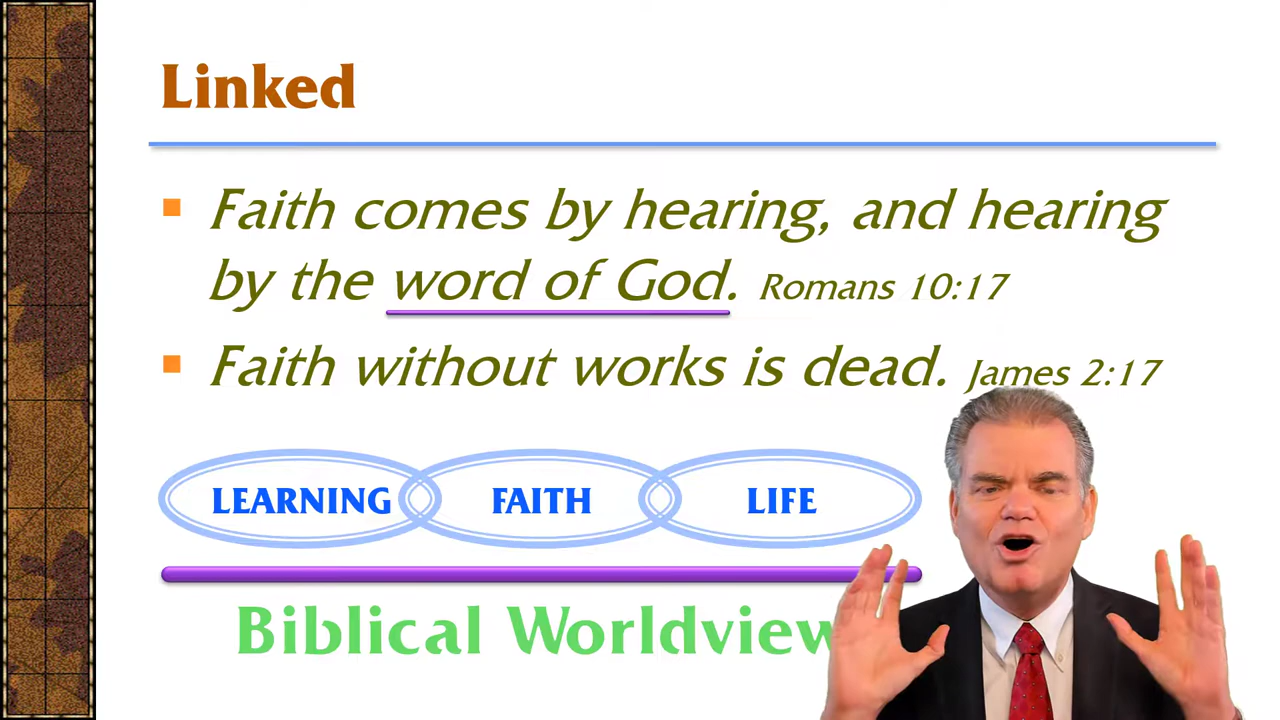 Linked
Faith comes by hearing, and hearing
by the word of God. Romans 10:17
Faith without works is dead. James 2:17
LEARNING FAITH LIFE
Biblical Worldview